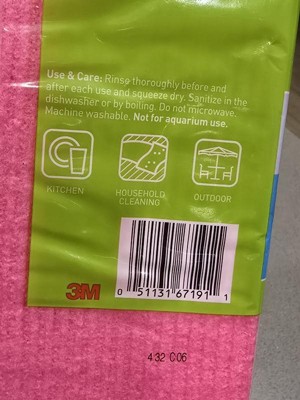 Use & Care: Rinse thoroughly before and
after each use and squeeze dry. Sanitize in the
dishwasher or by boiling. Do not microwave.
Machine washable. Not for aquarium use.
KITCHEN
HOUSEHOLD
CLEANING
OUTDOOR
3M
0 51131 67191 1
432 C06